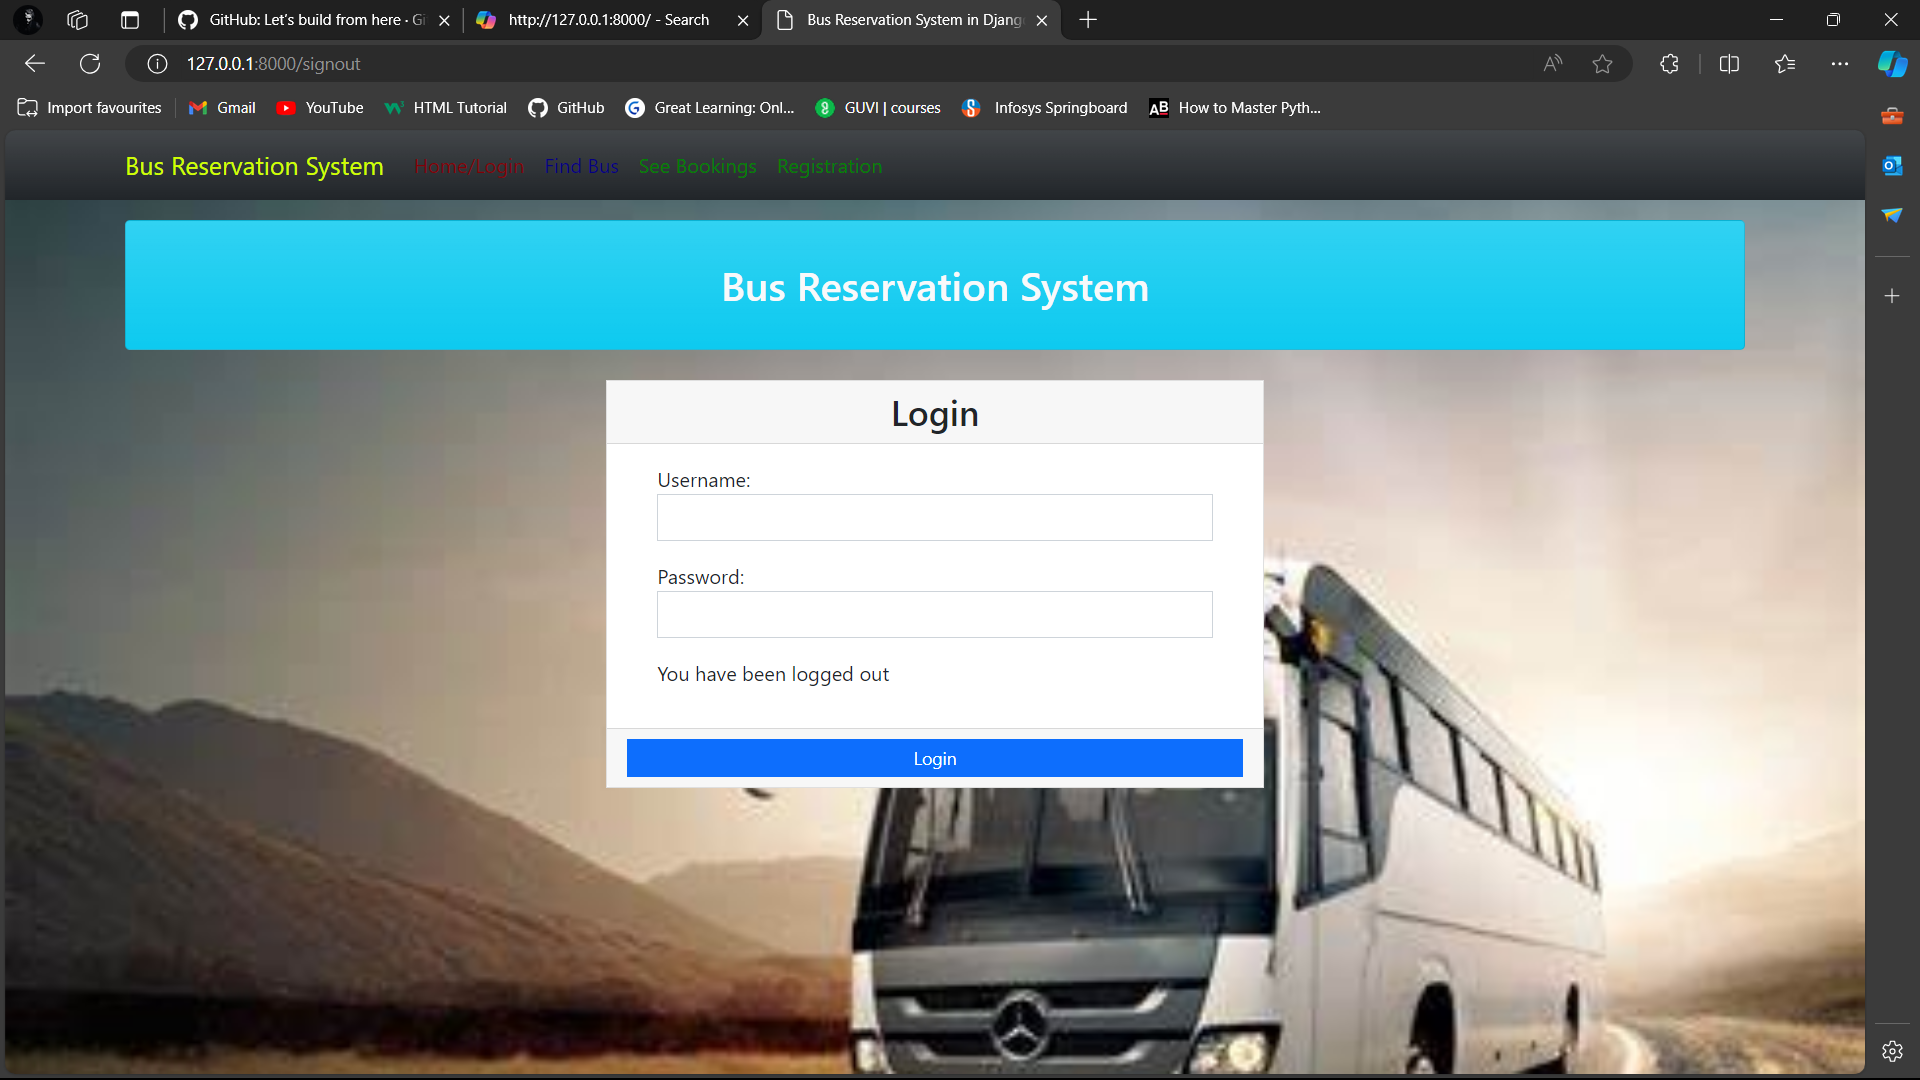 GitHub: Let's build from here · Gi
http://127.0.0.1:8000/ - Search
Bus Reservation System in Djang
127.0.0.1:8000/signout
Import favourites
Gmail
YouTube
HTML Tutorial
GitHub
Great Learning: Onl...
GUVI | courses
Infosys Springboard
AB
How to Master Pyth...
Bus Reservation System
Home/Login
Find Bus
See Bookings
Registration
Bus Reservation System
Login
Username:
Password:
You have been logged out
Login